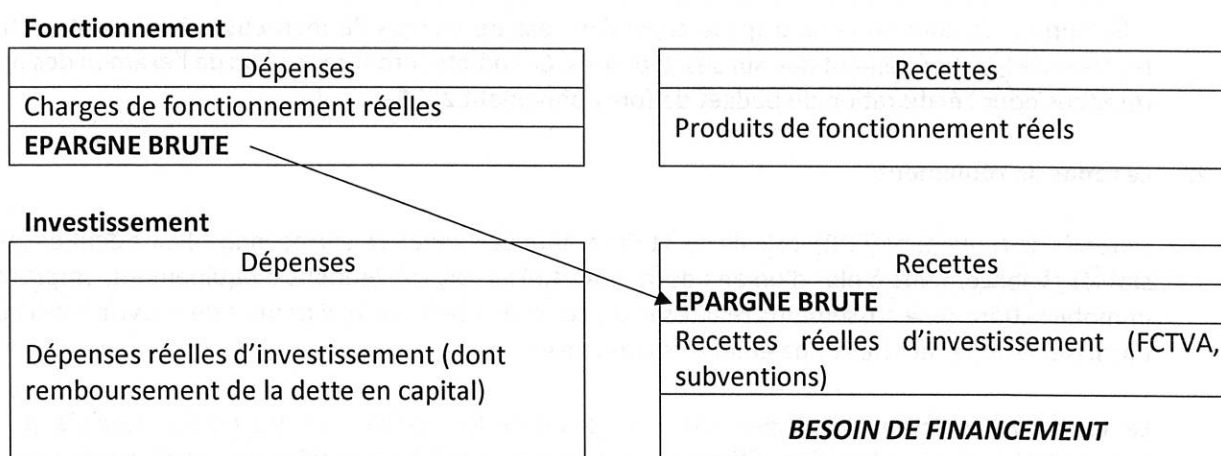 Fonctionnement
Dépenses
Recettes
Charges de fonctionnement réelles
Produits de fonctionnement réels
EPARGNE BRUTE
Investissement
Dépenses
Recettes
EPARGNE BRUTE
Dépenses réelles d'investissement (dont
remboursement de la dette en capital)
Recettes réelles d'investissement (FCTVA,
subventions)
BESOIN DE FINANCEMENT